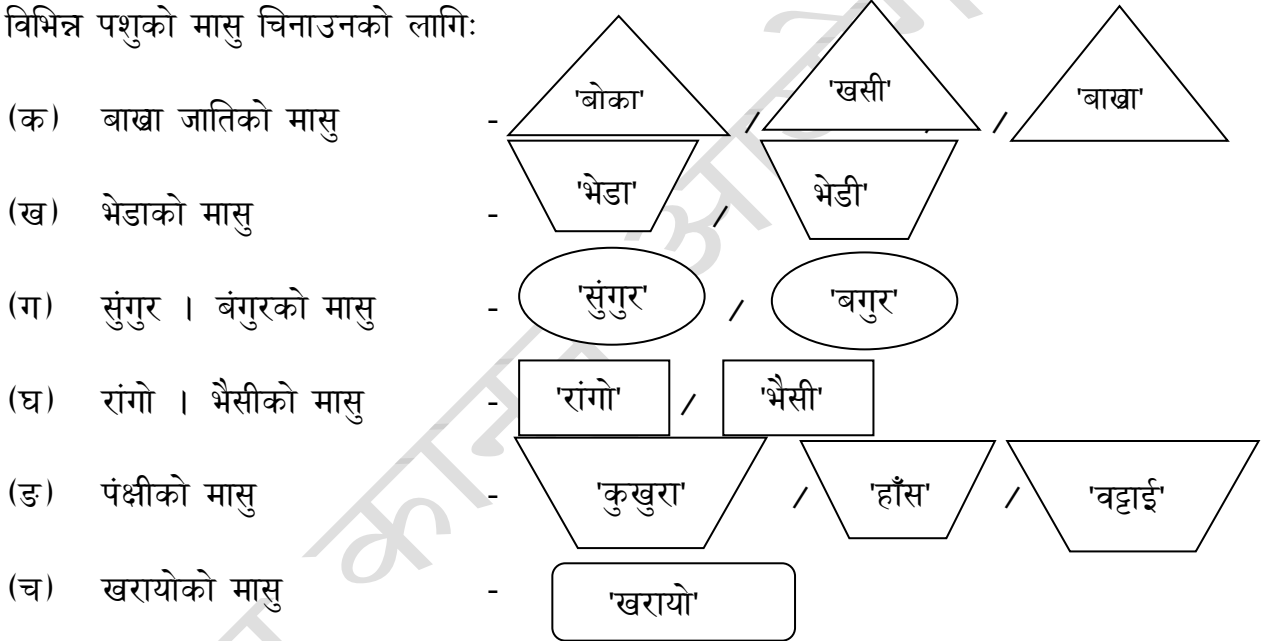 विभिन्न पशुको मासु चिनाउनको लागिः
(क) बाख्रा जातिको मासु - 'बोका' / 'खसी' / 'बाख्रा'
(ख) भेडाको मासु - 'भेडा' / भेडी'
(ग) सुंगुर । बंगुरको मासु - 'सुंगुर' / 'बगुर'
(घ) रांगो । भैसीको मासु - 'रांगो' / 'भैसी'
(ङ) पंक्षीको मासु - 'कुखुरा' / 'हाँस' / 'वट्टाई'
(च) खरायोको मासु - 'खरायो'